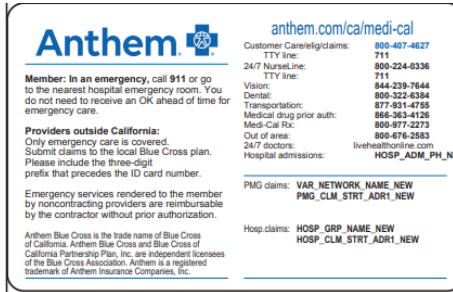 Anthem
Member: In an emergency, call 911 or go
to the nearest hospital emergency room. You
do not need to receive an OK ahead of time for
emergency care.
Providers outside California:
Only emergency care is covered.
Submit claims to the local Blue Cross plan.
Please include the three-digit
prefix that precedes the ID card number.
Emergency services rendered to the member
by noncontracting providers are reimbursable
by the contractor without prior authorization.
Anthem Blue Cross is the trade name of Blue Cross
of California. Anthem Blue Cross and Blue Cross of
California Partnership Plan, Inc. are independent licensees
of the Blue Cross Association. Anthem is a registered
trademark of Anthem Insurance Companies, Inc.
anthem.com/ca/medi-cal
Customer Care/elig/claims: 800-407-4627
TTY line: 711
24/7 NurseLine: 800-224-0336
TTY line: 711
Vision: 844-239-7644
Dental: 800-322-6384
Transportation: 877-931-4755
Medical drug prior auth: 866-363-4126
Medi-Cal Rx: 800-977-2273
Out of area: 800-676-2583
24/7 doctors: livehealthonline.com
Hospital admissions: HOSP_ADM_PH_N
PMG claims: VAR_NETWORK_NAME_NEW
PMG_CLM_STRT_ADR1_NEW
Hosp.claims: HOSP_GRP_NAME_NEW
HOSP_CLM_STRT_ADR1_NEW